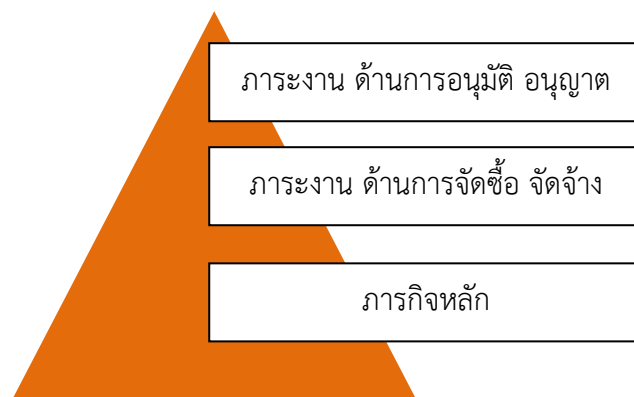 ภาระงาน ด้านการอนุมัติ อนุญาต
ภาระงาน ด้านการจัดซื้อ จัดจ้าง
ภารกิจหลัก